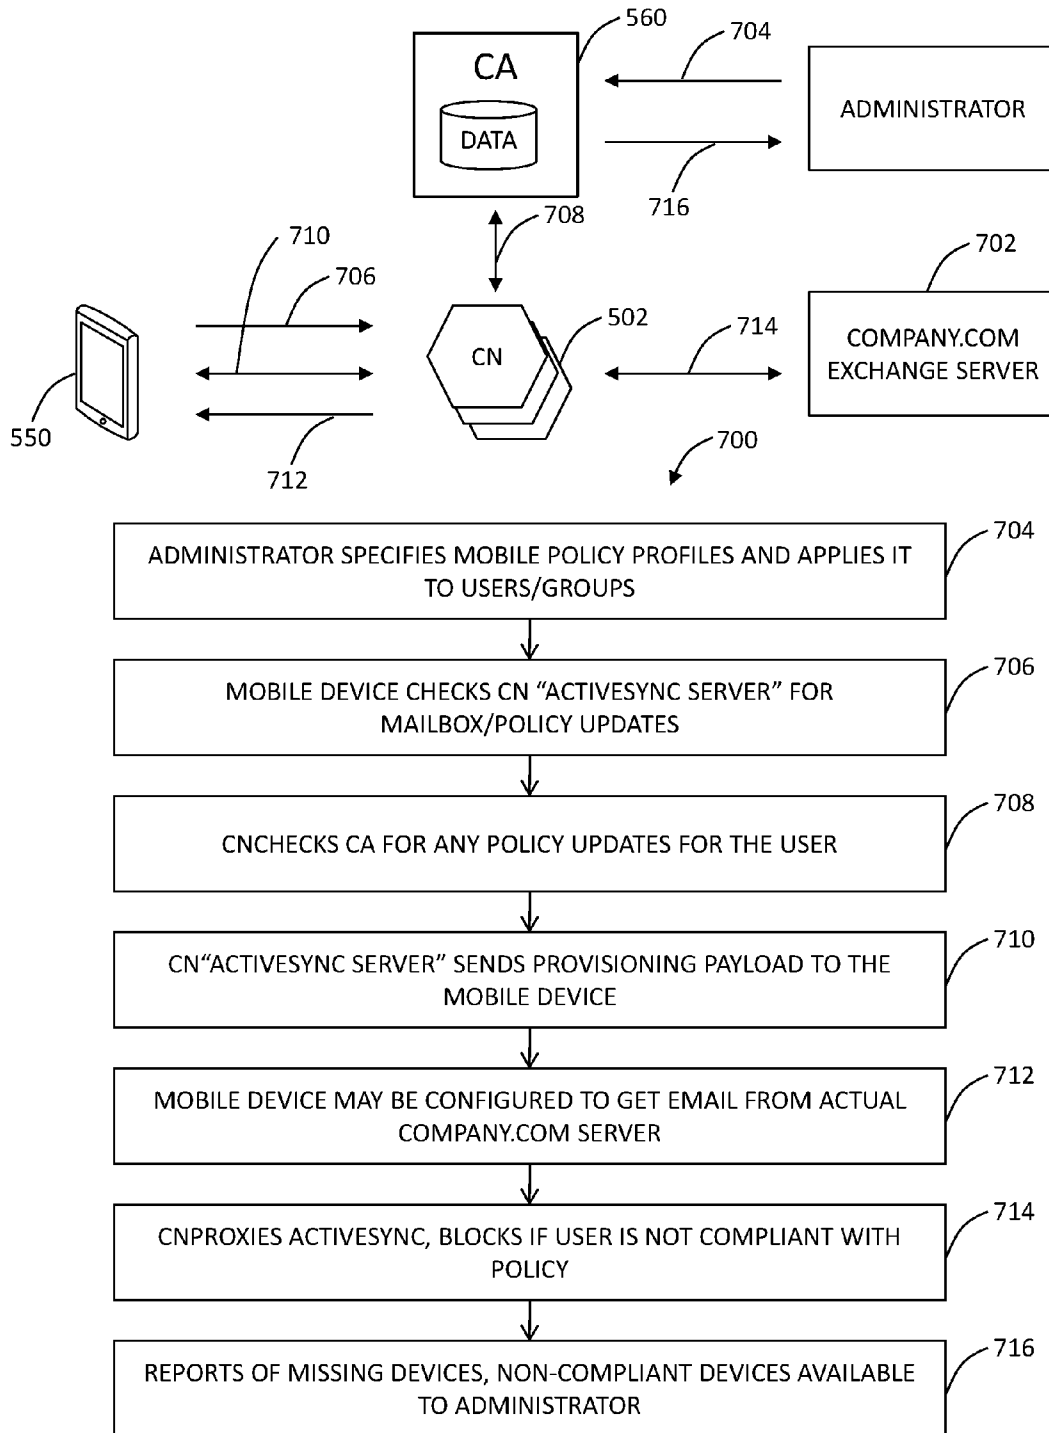 560
704
CA
DATA
ADMINISTRATOR
716
708
710
706
702
502
714
CN
COMPANY.COM
EXCHANGE SERVER
550
712
700
704
ADMINISTRATOR SPECIFIES MOBILE POLICY PROFILES AND APPLIES IT
TO USERS/GROUPS
706
MOBILE DEVICE CHECKS CN “ACTIVESYNC SERVER” FOR
MAILBOX/POLICY UPDATES
708
CNCHECKS CA FOR ANY POLICY UPDATES FOR THE USER
710
CN“ACTIVESYNC SERVER” SENDS PROVISIONING PAYLOAD TO THE
MOBILE DEVICE
712
MOBILE DEVICE MAY BE CONFIGURED TO GET EMAIL FROM ACTUAL
COMPANY.COM SERVER
714
CNPROXIES ACTIVESYNC, BLOCKS IF USER IS NOT COMPLIANT WITH
POLICY
716
REPORTS OF MISSING DEVICES, NON-COMPLIANT DEVICES AVAILABLE
TO ADMINISTRATOR